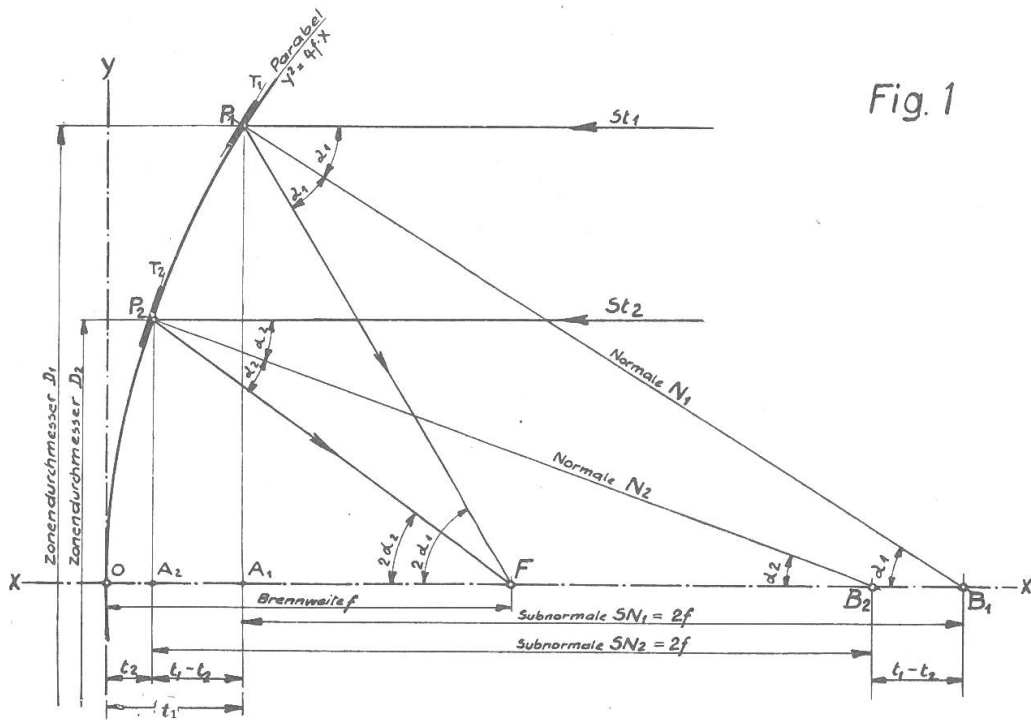 Fig. 1
Parabel
y² = 4f·x
y
T₁
P₁
St₁
α₁
α₁
T₂
P₂
St₂
α₂
α₂
Zonendurchmesser D₁
Zonendurchmesser D₂
Normale N₁
Normale N₂
2α₂
2α₁
α₂
α₁
X
O
A₂
A₁
F
B₂
B₁
X
Brennweite f
Subnormale SN₁ = 2f
Subnormale SN₂ = 2f
t₂
t₁-t₂
t₁-t₂
t₁